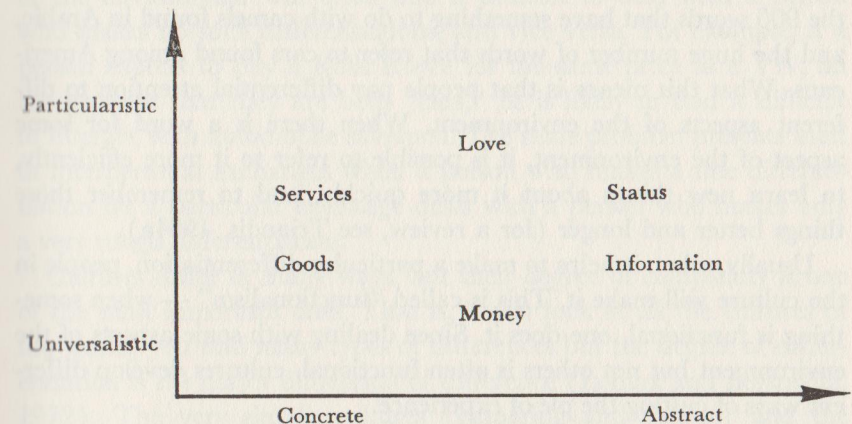 Particularistic
Love
Services Status
Goods Information
Money
Universalistic
Concrete Abstract